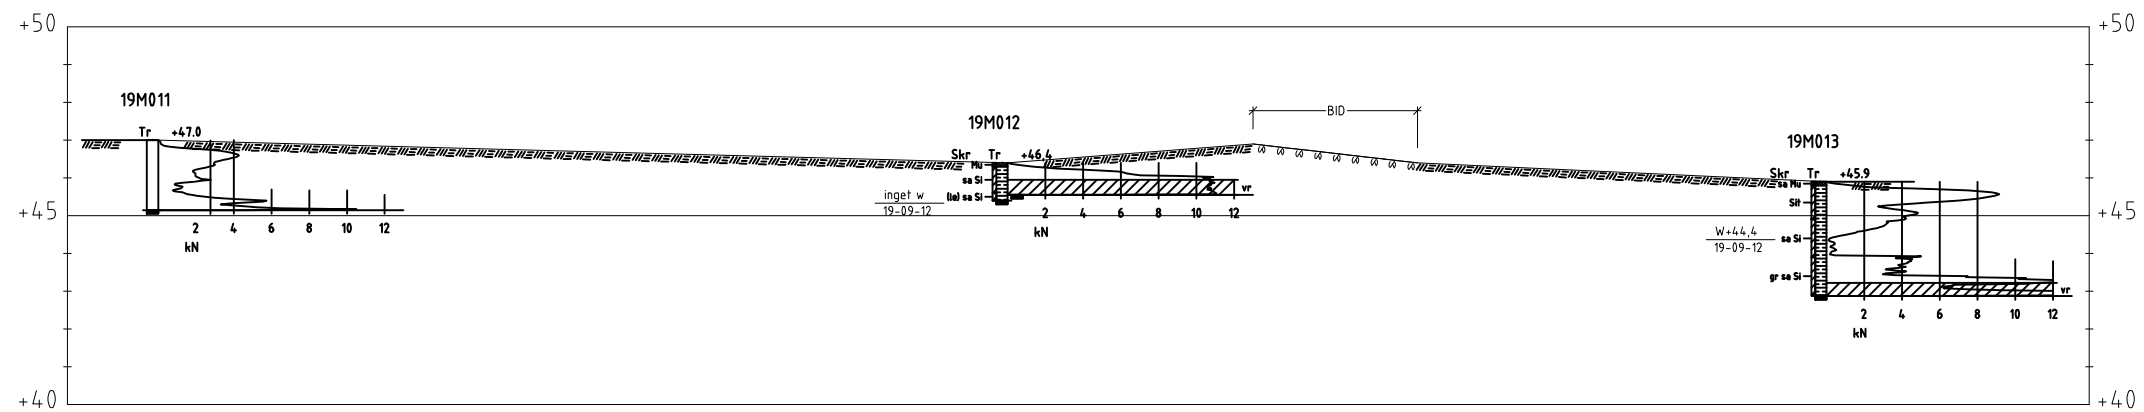 +50 +50
19M011
BID
19M012
Tr +47.0
19M013
Skr Tr +46.4
Mu
Skr Tr +45.9
sa Si
vr
sa Mu
inget w
19-09-12
(le) sa Si
Sit
+45 +45
2 4 6 8 10 12
kN
2 4 6 8 10 12
kN
W+44,4
19-09-12
sa Si
gr sa Si
vr
2 4 6 8 10 12
kN
+40 +40